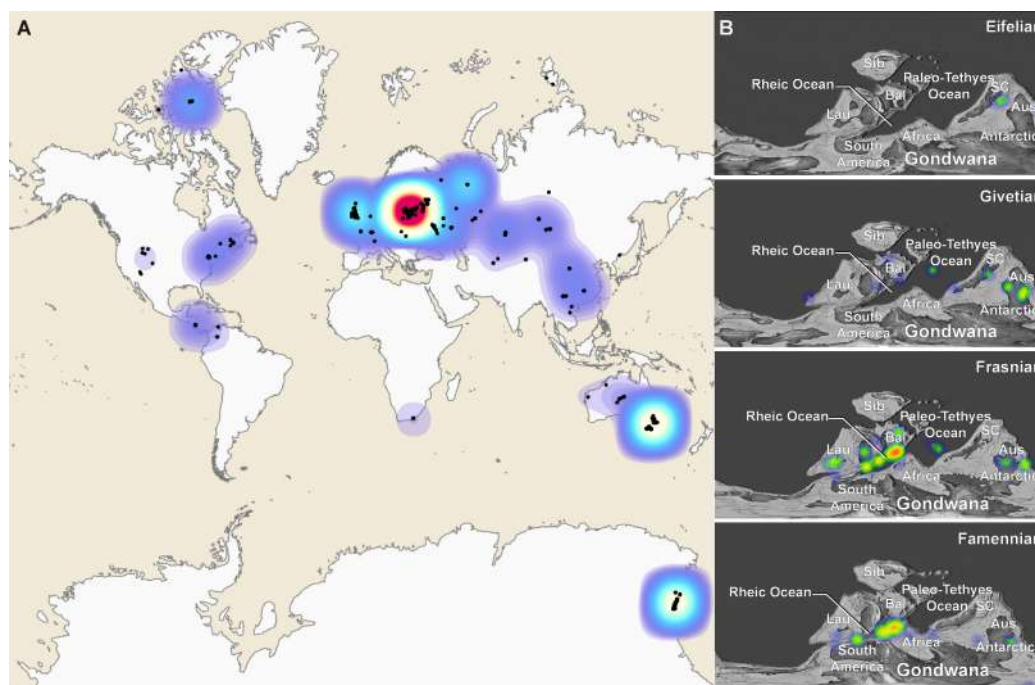 A
B
Eifelian
Sib
Rheic Ocean
Paleo-Tethyes
Ocean
Bal
SC
Lau
Aus
Africa
Antarctic
South
America
Gondwana
Givetian
Sib
Rheic Ocean
Paleo-Tethyes
Ocean
Bal
SC
Lau
Aus
Africa
Antarctic
South
America
Gondwana
Frasnian
Sib
Rheic Ocean
Paleo-Tethyes
Ocean
Bal
SC
Lau
Aus
Africa
Antarctic
South
America
Gondwana
Famennian
Sib
Rheic Ocean
Paleo-Tethyes
Ocean
Bal
SC
Lau
Aus
Africa
Antarctic
South
America
Gondwana